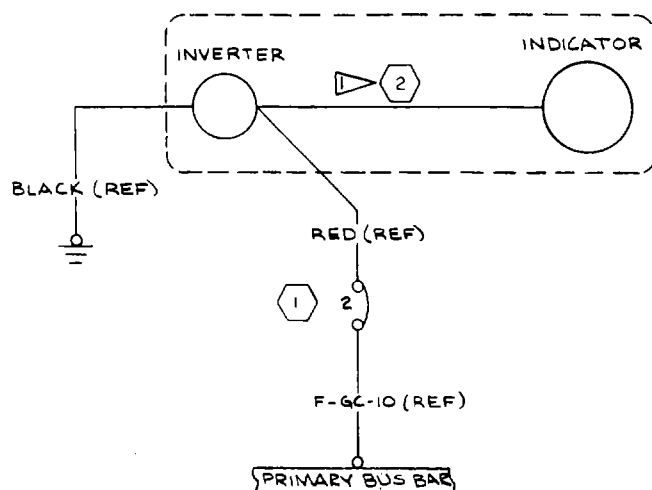 INVERTER
INDICATOR
1
2
BLACK (REF)
RED (REF)
1
2
F-GC-10 (REF)
PRIMARY BUS BAR